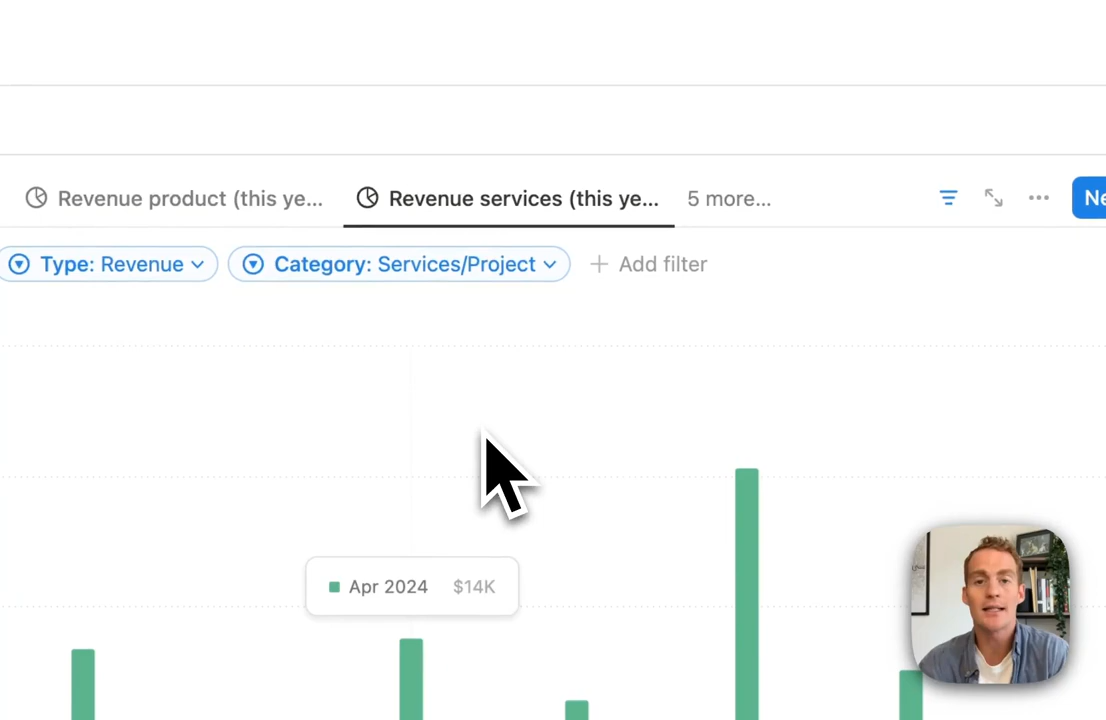 Revenue product (this ye... Revenue services (this ye... 5 more... Ne
Type: Revenue Category: Services/Project + Add filter
Apr 2024 $14K